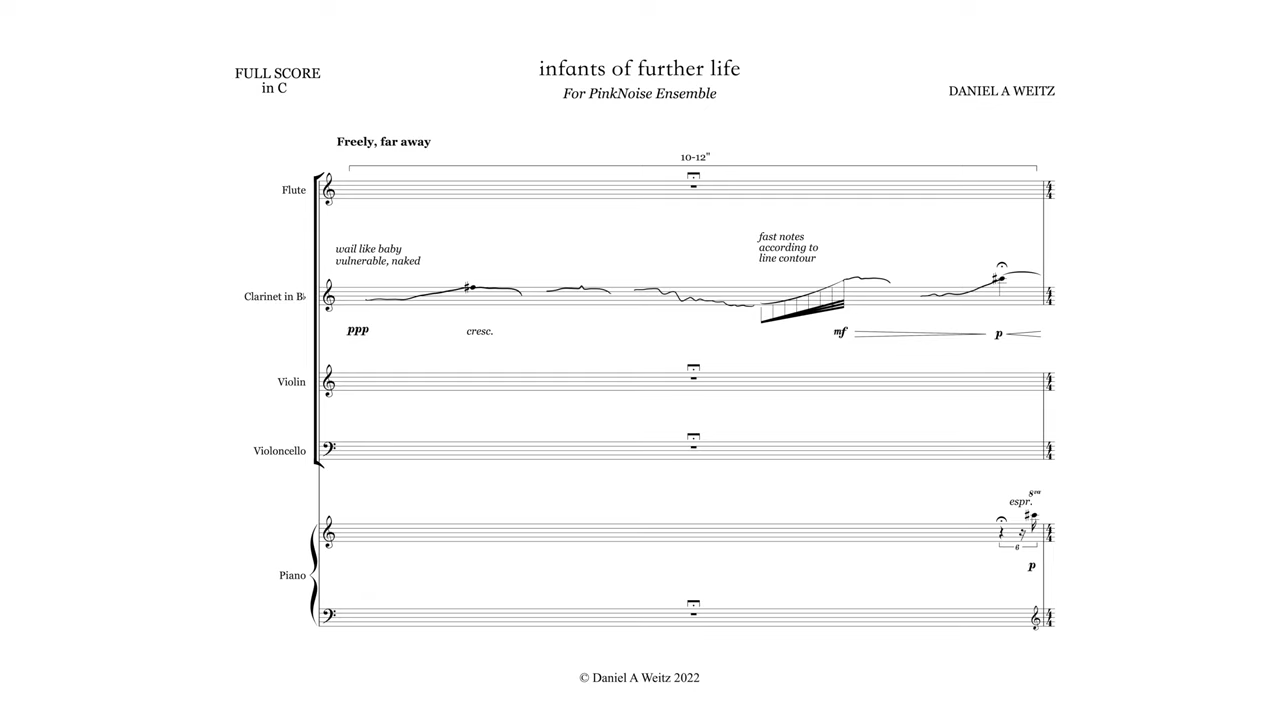 FULL SCORE
in C
infants of further life
For PinkNoise Ensemble
DANIEL A WEITZ
Freely, far away
10-12"
Flute
wail like baby
vulnerable, naked
fast notes
according to
line contour
Clarinet in B♭
ppp
cresc.
mf
p
Violin
Violoncello
8va
espr.
6
p
Piano
© Daniel A Weitz 2022